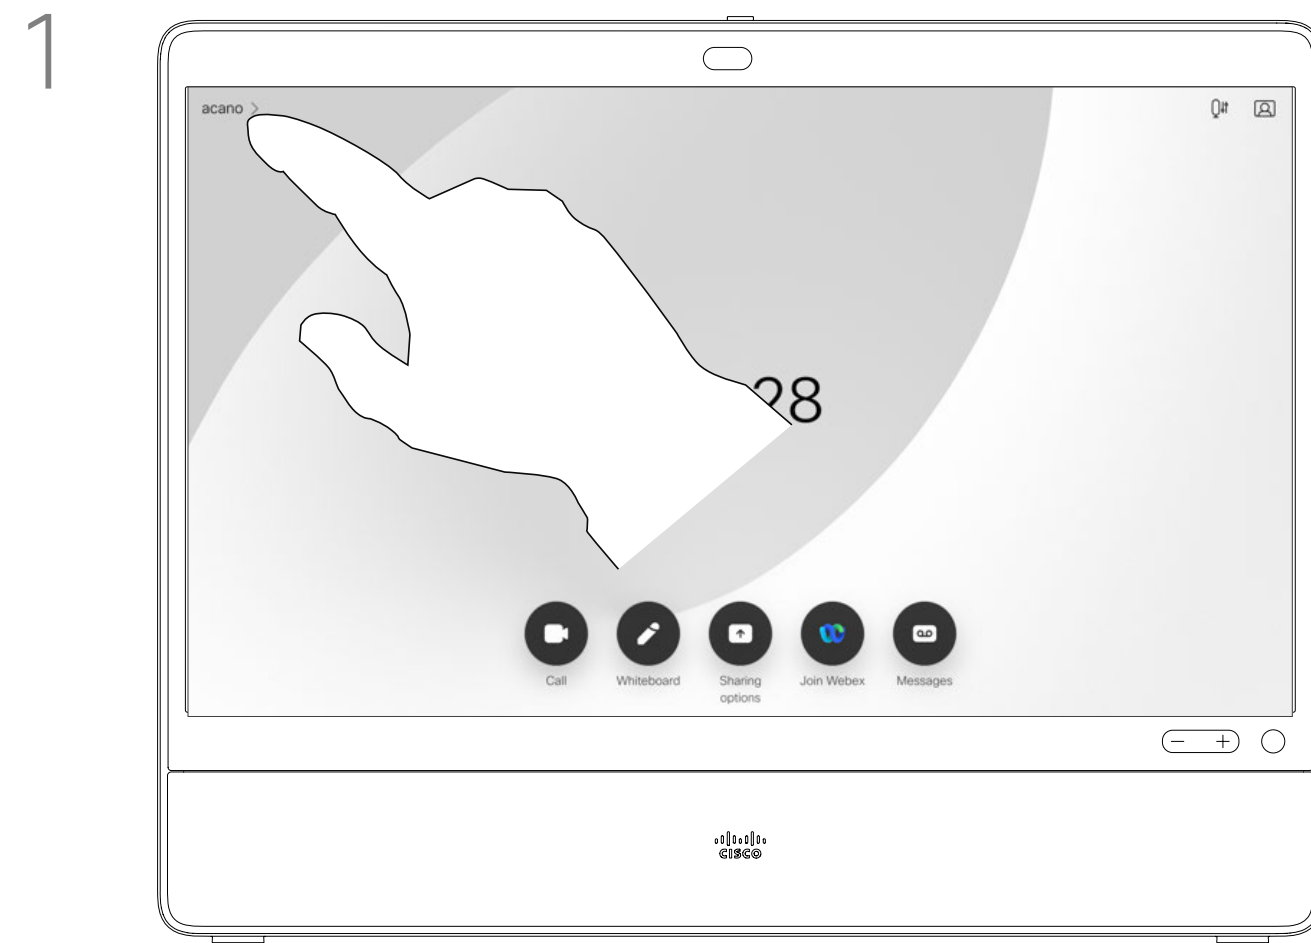 1
acano >
28
Call
Whiteboard
Sharing
options
Join Webex
Messages
CISCO